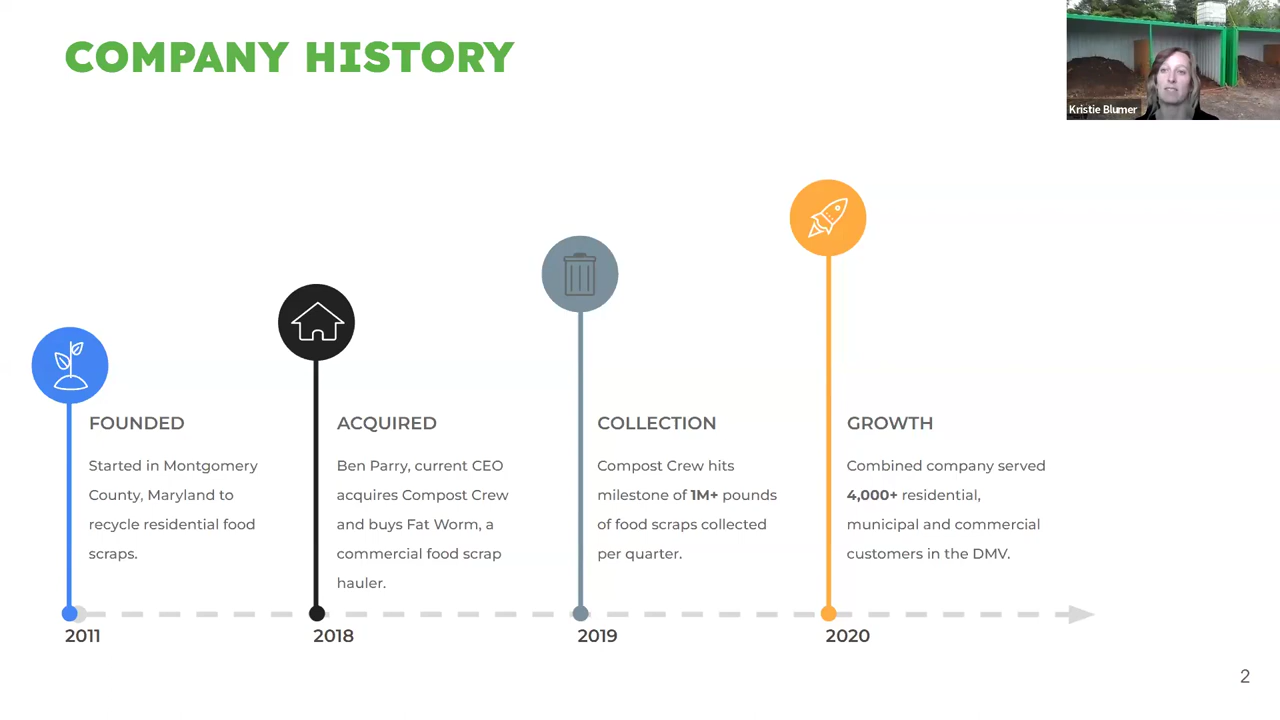 COMPANY HISTORY
Kristie Blumer
FOUNDED
Started in Montgomery
County, Maryland to
recycle residential food
scraps.
2011
ACQUIRED
Ben Parry, current CEO
acquires Compost Crew
and buys Fat Worm, a
commercial food scrap
hauler.
2018
COLLECTION
Compost Crew hits
milestone of 1M+ pounds
of food scraps collected
per quarter.
2019
GROWTH
Combined company served
4,000+ residential,
municipal and commercial
customers in the DMV.
2020
2